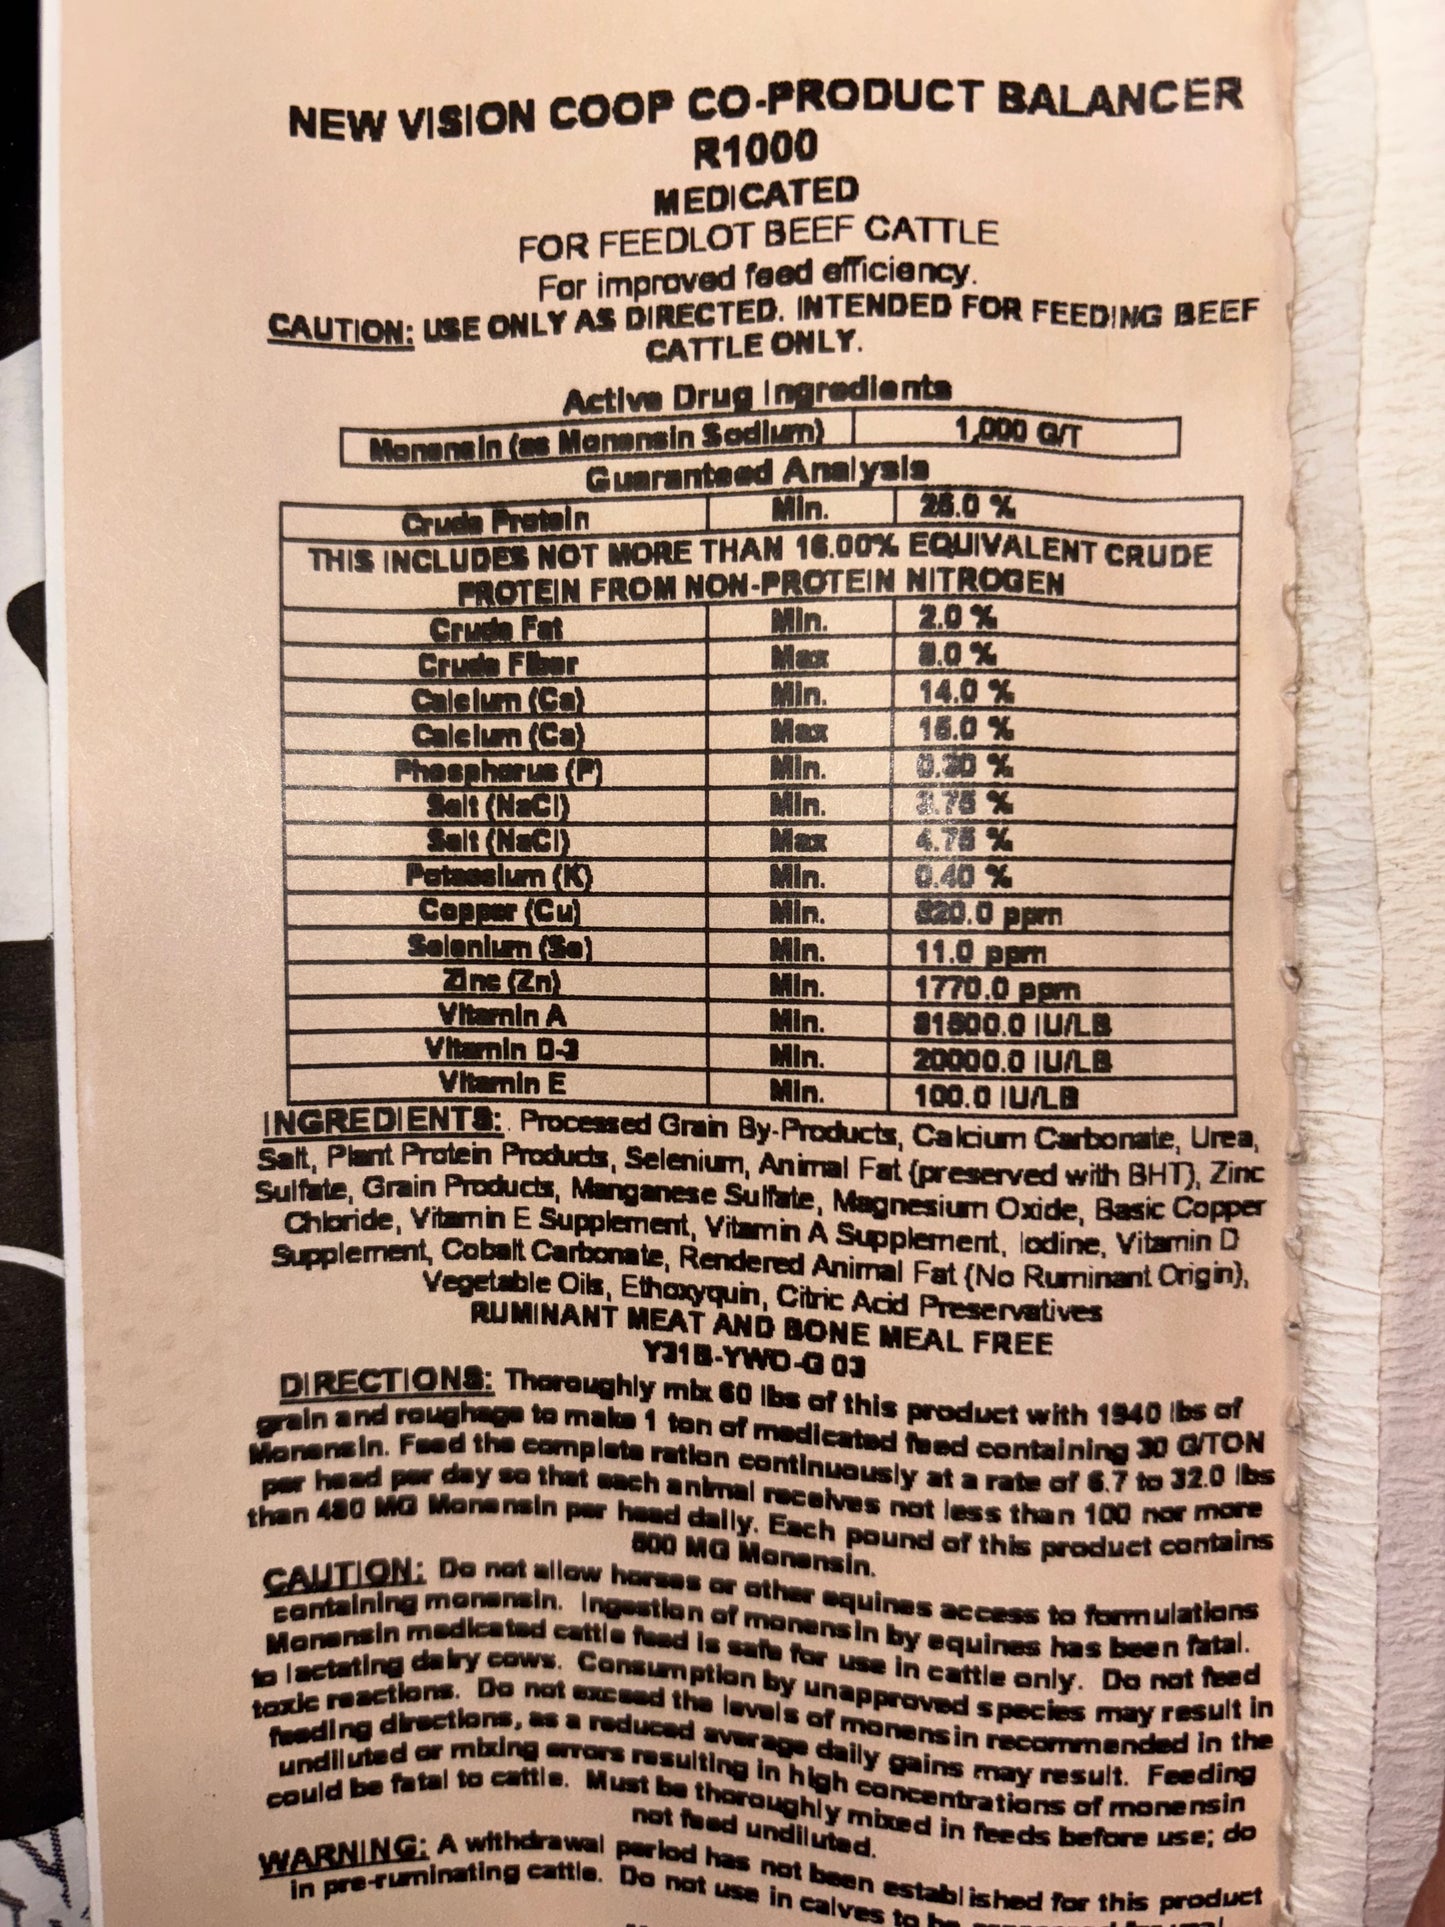 NEW VISION COOP CO-PRODUCT BALANCER
R1000
MEDICATED
FOR FEEDLOT BEEF CATTLE
For improved feed efficiency.
CAUTION: USE ONLY AS DIRECTED. INTENDED FOR FEEDING BEEF
CATTLE ONLY.
Active Drug Ingredients
Monensin (as Monensin Sodium) 1,000 G/T
Guaranteed Analysis
Crude Protein Min. %
THIS INCLUDES NOT MORE THAN 16.00% EQUIVALENT CRUDE
PROTEIN FROM NON-PROTEIN NITROGEN
Crude Fat Min. 2.0 %
Crude Fiber Max %
Calcium (Ca) Min. 14.0 %
Calcium (Ca) Max %
Phosphorus (P) Min. %
Salt (NaCl) Min. 3.75 %
Salt (NaCl) Max 4.75 %
Potassium (K) Min. 0.40 %
Copper (Cu) Min. ppm
Selenium (Se) Min. 11.0 ppm
Zinc (Zn) Min. 1770.0 ppm
Vitamin A Min. IU/LB
Vitamin D-3 Min. 20000.0 IU/LB
Vitamin E Min. 100.0 IU/LB
INGREDIENTS: . Processed Grain By-Products, Calcium Carbonate, Urea,
Salt, Plant Protein Products, Selenium, Animal Fat (preserved with BHT), Zinc
Sulfate, Grain Products, Manganese Sulfate, Magnesium Oxide, Basic Copper
Chloride, Vitamin E Supplement, Vitamin A Supplement, Iodine, Vitamin D
Supplement, Cobalt Carbonate, Rendered Animal Fat (No Ruminant Origin),
Vegetable Oils, Ethoxyquin, Citric Acid Preservatives
RUMINANT MEAT AND BONE MEAL FREE
03
DIRECTIONS: Thoroughly mix 60 lbs of this product with 1940 lbs of
grain and roughage to make 1 ton of medicated feed containing 30 G/TON
Monensin. Feed the complete ration continuously at a rate of 6.7 to 32.0 lbs
per head per day so that each animal receives not less than 100 nor more
than 480 MG Monensin per head daily. Each pound of this product contains
500 MG Monensin.
CAUTION: Do not allow horses or other equines access to formulations
containing monensin. Ingestion of monensin by equines has been fatal.
Monensin medicated cattle feed is safe for use in cattle only. Do not feed
to lactating dairy cows. Consumption by unapproved species may result in
toxic reactions. Do not exceed the levels of monensin recommended in the
feeding directions, as a reduced average daily gains may result. Feeding
undiluted or mixing errors resulting in high concentrations of monensin
could be fatal to cattle. Must be thoroughly mixed in feeds before use; do
not feed undiluted.
WARNING: A withdrawal period has not been established for this product
in pre-ruminating cattle. Do not use in calves to be